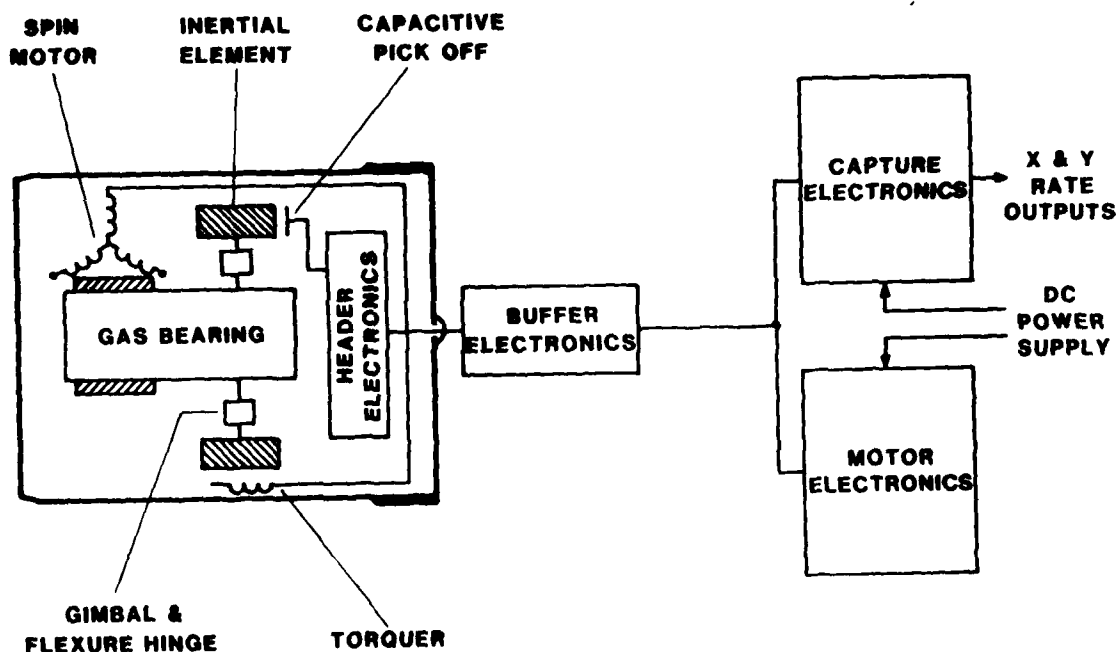 SPIN
MOTOR
INERTIAL
ELEMENT
CAPACITIVE
PICK OFF
GAS BEARING
HEADER
ELECTRONICS
BUFFER
ELECTRONICS
CAPTURE
ELECTRONICS
X & Y
RATE
OUTPUTS
DC
POWER
SUPPLY
MOTOR
ELECTRONICS
GIMBAL &
FLEXURE HINGE
TORQUER